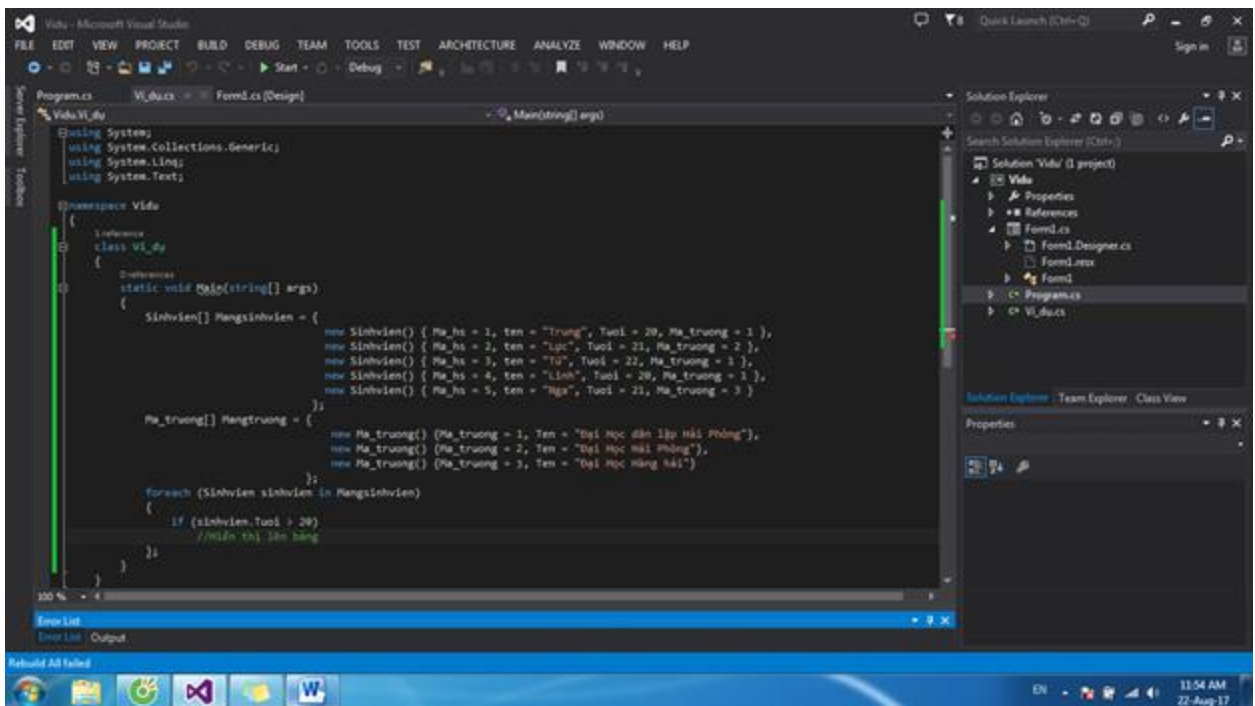 Vidu - Microsoft Visual Studio
1
Quick Launch (Ctrl+Q)
FILE EDIT VIEW PROJECT BUILD DEBUG TEAM TOOLS TEST ARCHITECTURE ANALYZE WINDOW HELP
Sign in
Start
Debug
Server Explorer
Toolbox
Program.cs
Vi_du.cs
Form1.cs [Design]
Vidu.Vi_du
Main(string[] args)
using System;
using System.Collections.Generic;
using System.Linq;
using System.Text;
namespace Vidu
{
1 reference
class Vi_du
{
0 references
static void Main(string[] args)
{
Sinhvien[] Mangsinhvien = {
new Sinhvien() { Ma_hs = 1, ten = "Trung", Tuoi = 20, Ma_truong = 1 },
new Sinhvien() { Ma_hs = 2, ten = "Lực", Tuoi = 21, Ma_truong = 2 },
new Sinhvien() { Ma_hs = 3, ten = "Tú", Tuoi = 22, Ma_truong = 1 },
new Sinhvien() { Ma_hs = 4, ten = "Linh", Tuoi = 20, Ma_truong = 1 },
new Sinhvien() { Ma_hs = 5, ten = "Nga", Tuoi = 21, Ma_truong = 3 }
};
Ma_truong[] Mangtruong = {
new Ma_truong() {Ma_truong = 1, Ten = "Đại Học dân lập Hải Phòng"},
new Ma_truong() {Ma_truong = 2, Ten = "Đại Học Hải Phòng"},
new Ma_truong() {Ma_truong = 3, Ten = "Đại Học Hàng hải"}
};
foreach (Sinhvien sinhvien in Mangsinhvien)
{
if (sinhvien.Tuoi > 20)
//Hiển thị lên bảng
};
}
}
100 %
Error List
Error List Output
Rebuild All failed
Solution Explorer
Search Solution Explorer (Ctrl+;)
Solution 'Vidu' (1 project)
Vidu
Properties
References
Form1.cs
Form1.Designer.cs
Form1.resx
Form1
Program.cs
Vi_du.cs
Solution Explorer Team Explorer Class View
Properties
EN
11:54 AM
22-Aug-17